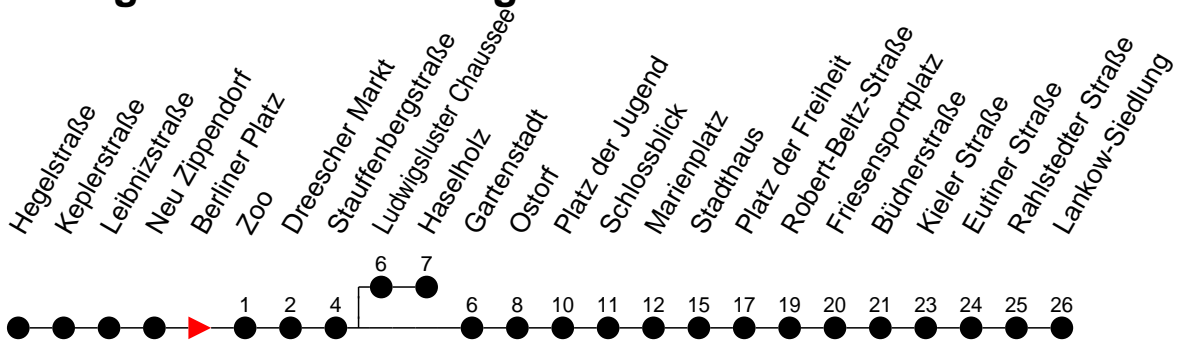 Hegelstraße
Keplerstraße
Leibnizstraße
Neu Zippendorf
Berliner Platz
Zoo
Dreescher Markt
Stauffenbergstraße
Ludwigsluster Chaussee
Haselholz
Gartenstadt
Ostorf
Platz der Jugend
Schlossblick
Marienplatz
Stadthaus
Platz der Freiheit
Robert-Beltz-Straße
Friesensportplatz
Büdnerstraße
Kieler Straße
Eutiner Straße
Rahlstedter Straße
Lankow-Siedlung
6 7
1 2 4 6 8 10 11 12 15 17 19 20 21 23 24 25 26